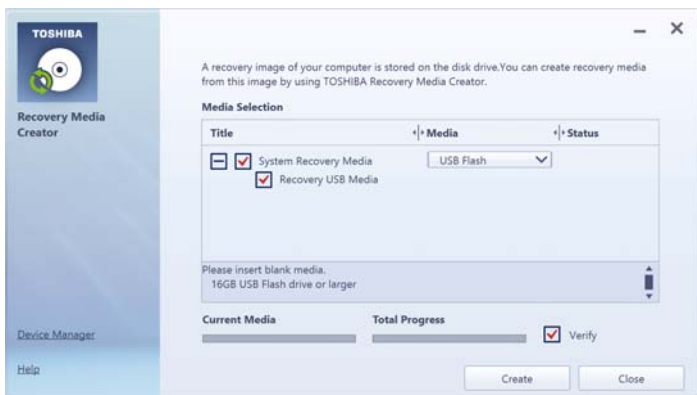 TOSHIBA
Recovery Media
Creator
A recovery image of your computer is stored on the disk drive.You can create recovery media
from this image by using TOSHIBA Recovery Media Creator.
Media Selection
Title Media Status
System Recovery Media USB Flash
Recovery USB Media
Please insert blank media.
16GB USB Flash drive or larger
Current Media Total Progress
Verify
Device Manager
Help
Create Close